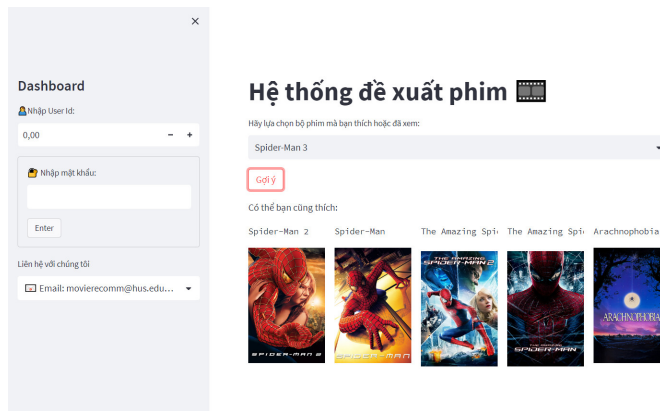 ×
Dashboard
Nhập User Id:
0,00 − +
Nhập mật khẩu:
Enter
Liên hệ với chúng tôi
Email: movierecomm@hus.edu...
Hệ thống đề xuất phim
Hãy lựa chọn bộ phim mà bạn thích hoặc đã xem:
Spider-Man 3
Gợi ý
Có thể bạn cũng thích:
Spider-Man 2 Spider-Man The Amazing Spi The Amazing Spi Arachnophobia
SPIDER-MAN 2
SPIDER-MAN
THE AMAZING
SPIDER-MAN 2
THE AMAZING
SPIDER-MAN
ARACHNOPHOBIA